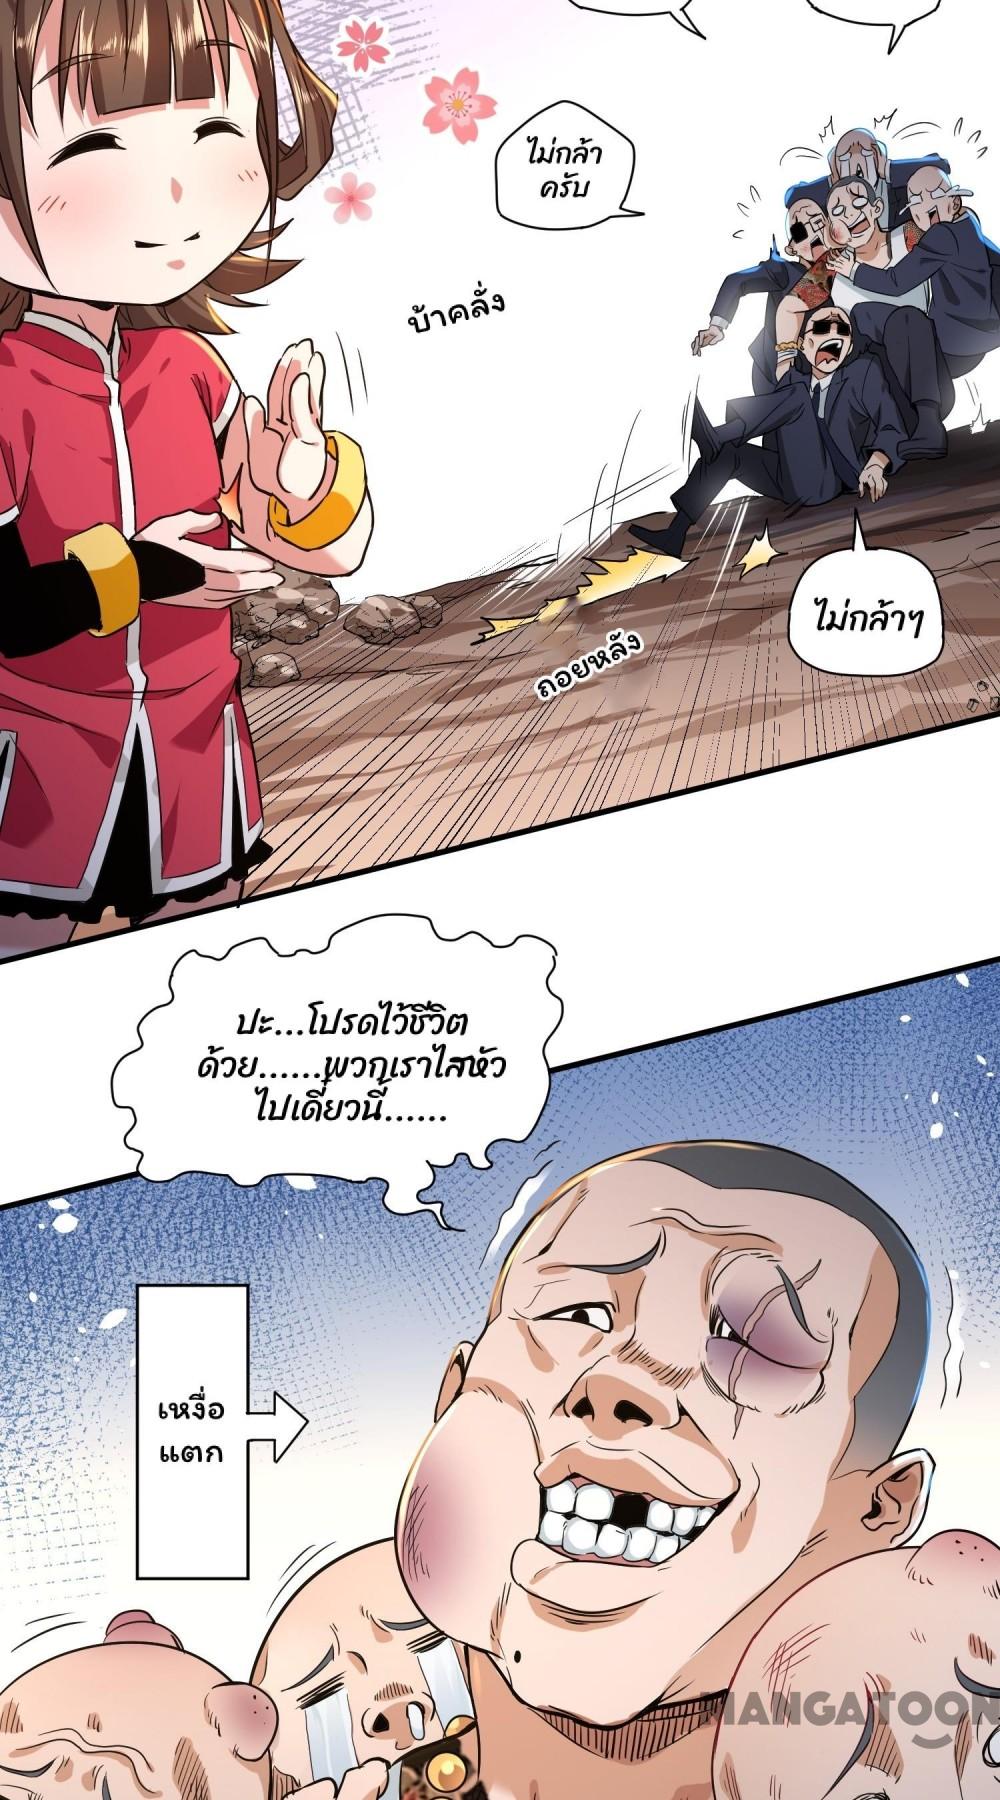 ไม่กล้า
ครับ
บ้าคลั่ง
ไม่กล้าๆ
ถอยหลัง
ปะ...โปรดไว้ชีวิต
ด้วย......พวกเราไสหัว
ไปเดี๋ยวนี้......
เหงื่อ
แตก
MANGATOON